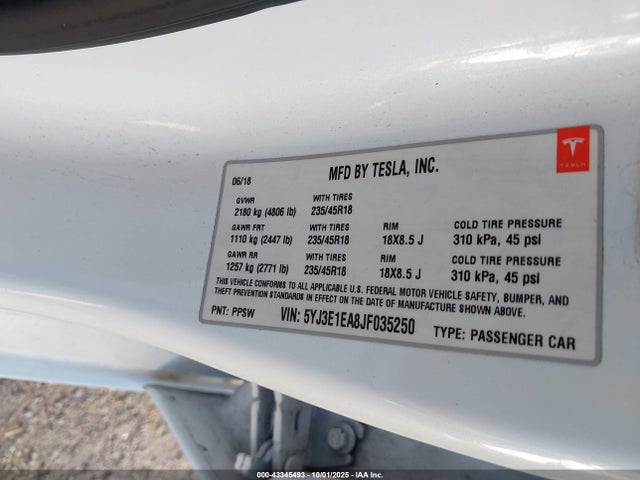 TESLA
MFD BY TESLA, INC.
06/18
GVWR WITH TIRES
2180 kg (4806 lb) 235/45R18
GAWR FRT WITH TIRES RIM COLD TIRE PRESSURE
1110 kg (2447 lb) 235/45R18 18X8.5 J 310 kPa, 45 psi
GAWR RR WITH TIRES RIM COLD TIRE PRESSURE
1257 kg (2771 lb) 235/45R18 18X8.5 J 310 kPa, 45 psi
THIS VEHICLE CONFORMS TO ALL APPLICABLE U.S. FEDERAL MOTOR VEHICLE SAFETY, BUMPER, AND
THEFT PREVENTION STANDARDS IN EFFECT ON THE DATE OF MANUFACTURE SHOWN ABOVE.
PNT: PPSW VIN: 5YJ3E1EA8JF035250 TYPE: PASSENGER CAR
000-43345493 - 10/01/2025 - IAA Inc.